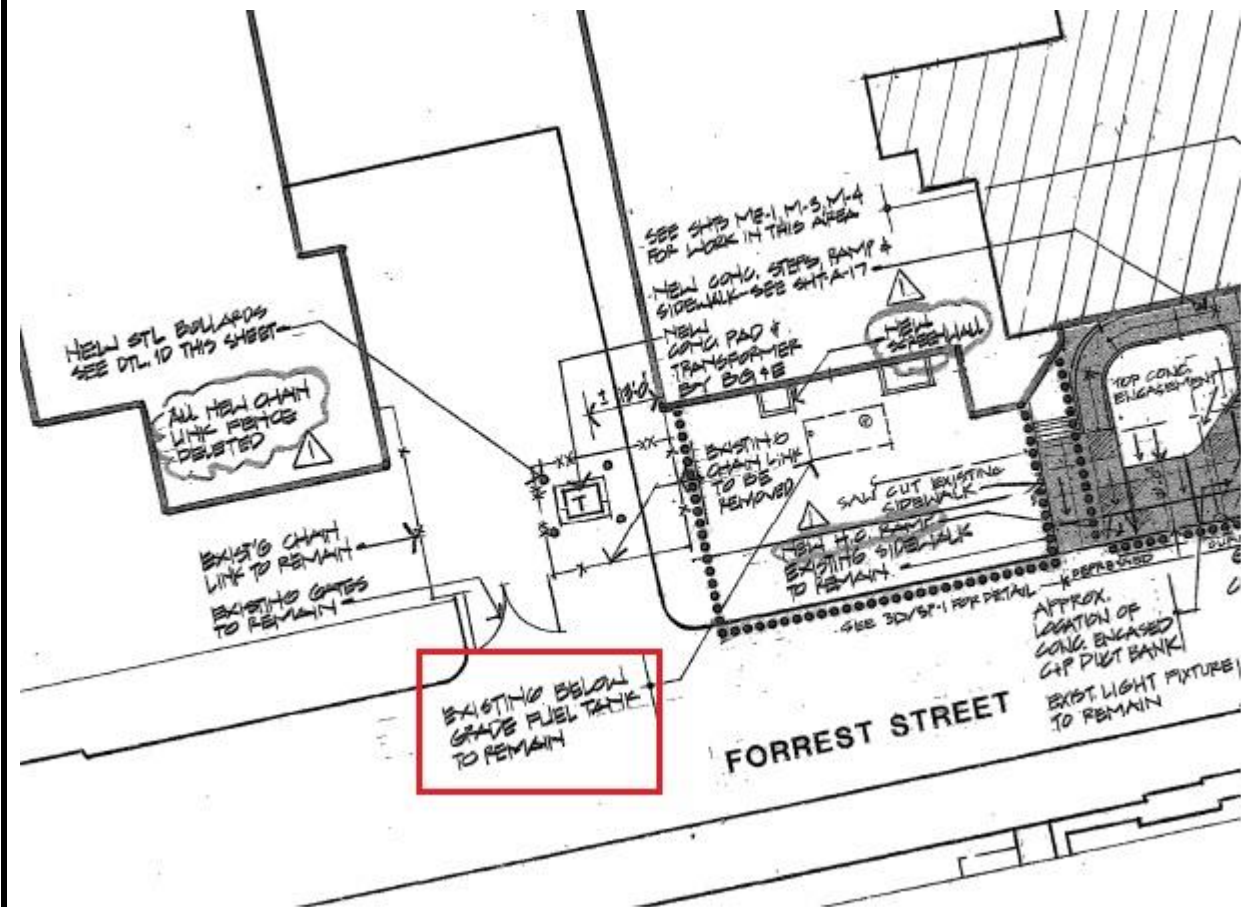 SEE SHTS ME-1, M-3, M-4
FOR WORK IN THIS AREA
NEW CONC. STEPS, RAMP &
SIDEWALK-SEE SHT. A-17
NEW
CONC. PAD &
TRANSFORMER
BY BG&E
1
NEW
SCREENWALL
NEW STL BOLLARDS
SEE DTL. 1D THIS SHEET
ALL NEW CHAIN
LINK FENCE
DELETED
1
T
EXISTING
CHAIN LINK
TO BE
REMOVED
TOP CONC.
ENCASEMENT
SAW CUT EXISTING
SIDEWALK
1
NEW H.C. RAMP
EXISTING SIDEWALK
TO REMAIN
EXIST'G CHAIN
LINK TO REMAIN
EXISTING GATES
TO REMAIN
SEE 3D/SP-1 FOR DETAIL
DEPRESSED
APPROX.
LOCATION OF
CONC. ENCASED
C&P DUCT BANK
EXIST. LIGHT FIXTURE
TO REMAIN
EXISTING BELOW
GRADE FUEL TANK
TO REMAIN
FORREST STREET